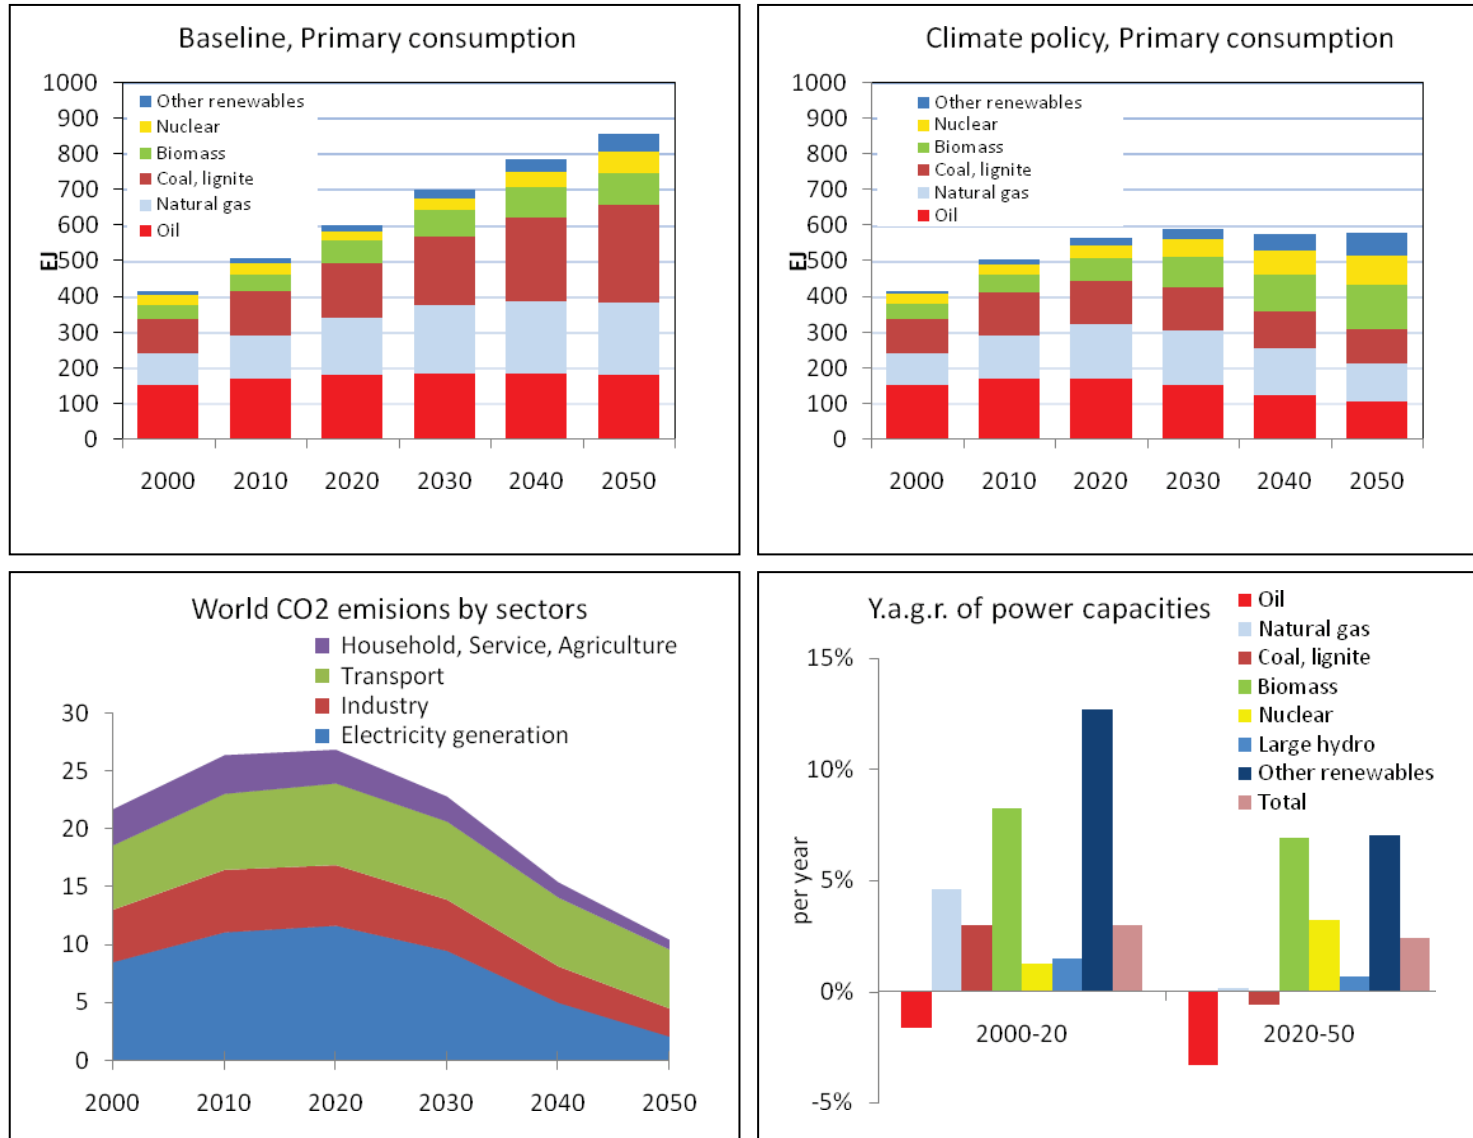 Baseline, Primary consumption
1000
900
800
700
600
500
400
300
200
100
0
EJ
Other renewables
Nuclear
Biomass
Coal, lignite
Natural gas
Oil
2000 2010 2020 2030 2040 2050
Climate policy, Primary consumption
1000
900
800
700
600
500
400
300
200
100
0
EJ
Other renewables
Nuclear
Biomass
Coal, lignite
Natural gas
Oil
2000 2010 2020 2030 2040 2050
World CO2 emisions by sectors
Household, Service, Agriculture
Transport
Industry
Electricity generation
30
25
20
15
10
5
0
2000 2010 2020 2030 2040 2050
Y.a.g.r. of power capacities
Oil
Natural gas
Coal, lignite
Biomass
Nuclear
Large hydro
Other renewables
Total
15%
10%
5%
0%
-5%
per year
2000-20 2020-50